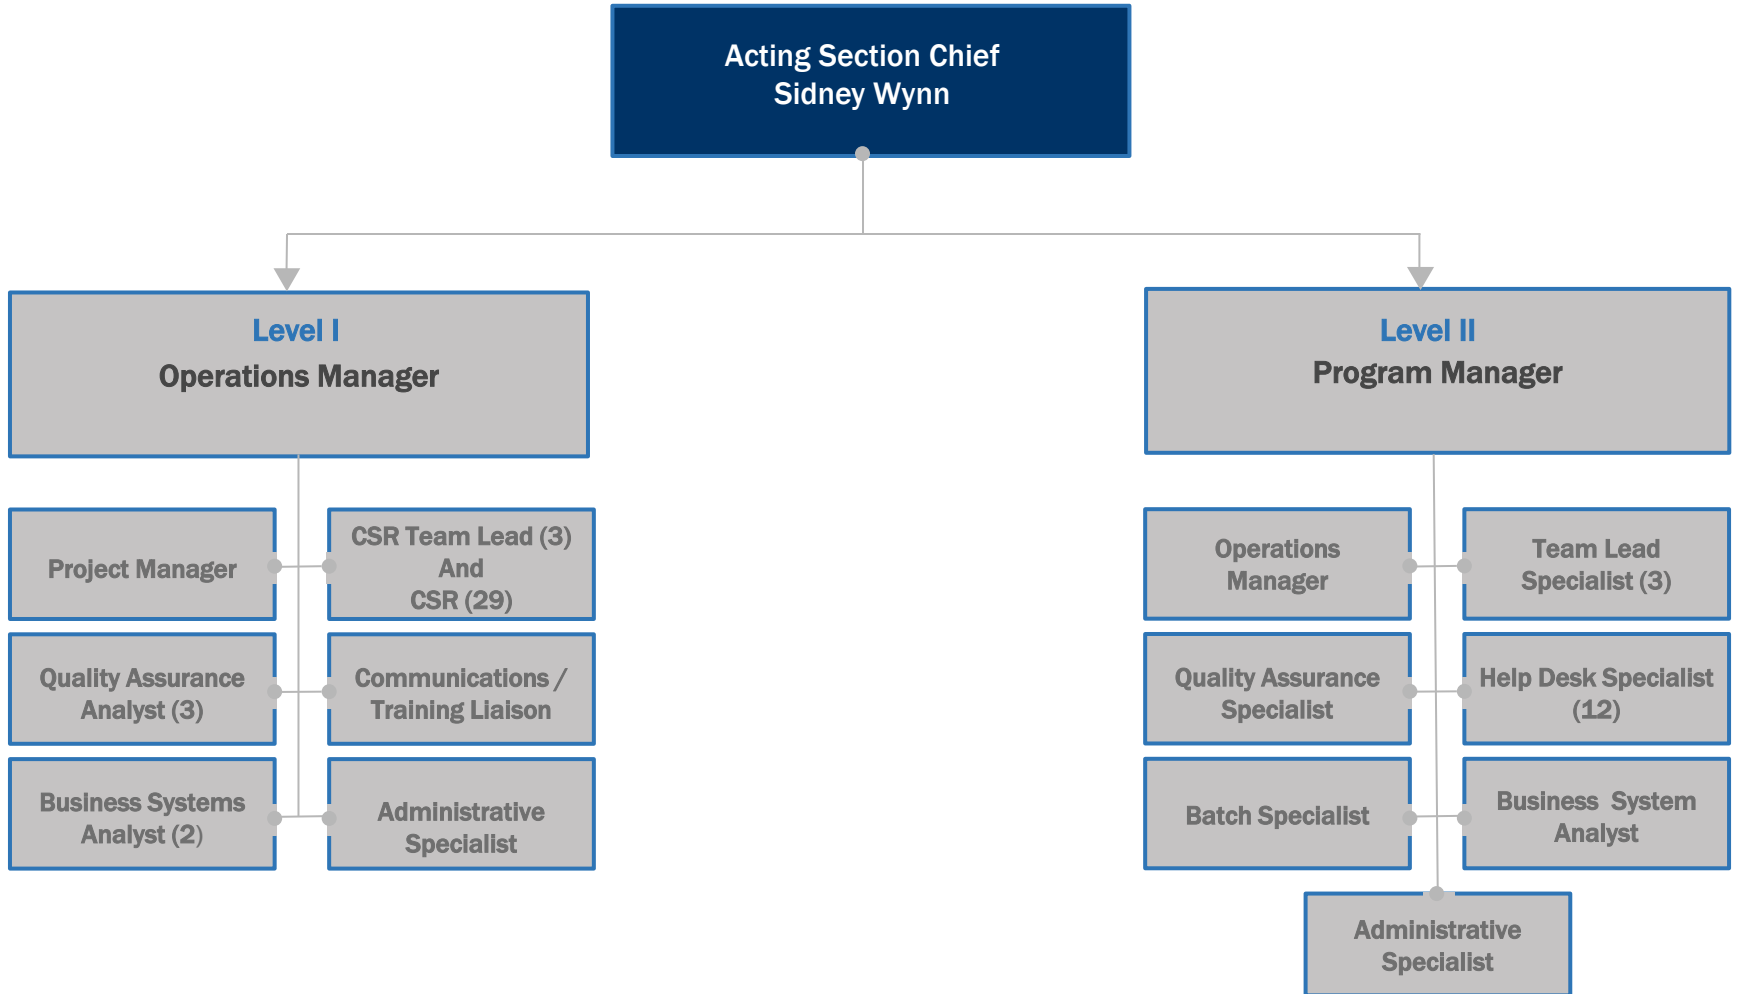 Acting Section Chief
Sidney Wynn
Level I
Operations Manager
Project Manager
CSR Team Lead (3)
And
CSR (29)
Quality Assurance
Analyst (3)
Communications /
Training Liaison
Business Systems
Analyst (2)
Administrative
Specialist
Level II
Program Manager
Operations
Manager
Team Lead
Specialist (3)
Quality Assurance
Specialist
Help Desk Specialist
(12)
Batch Specialist
Business  System
Analyst
Administrative
Specialist